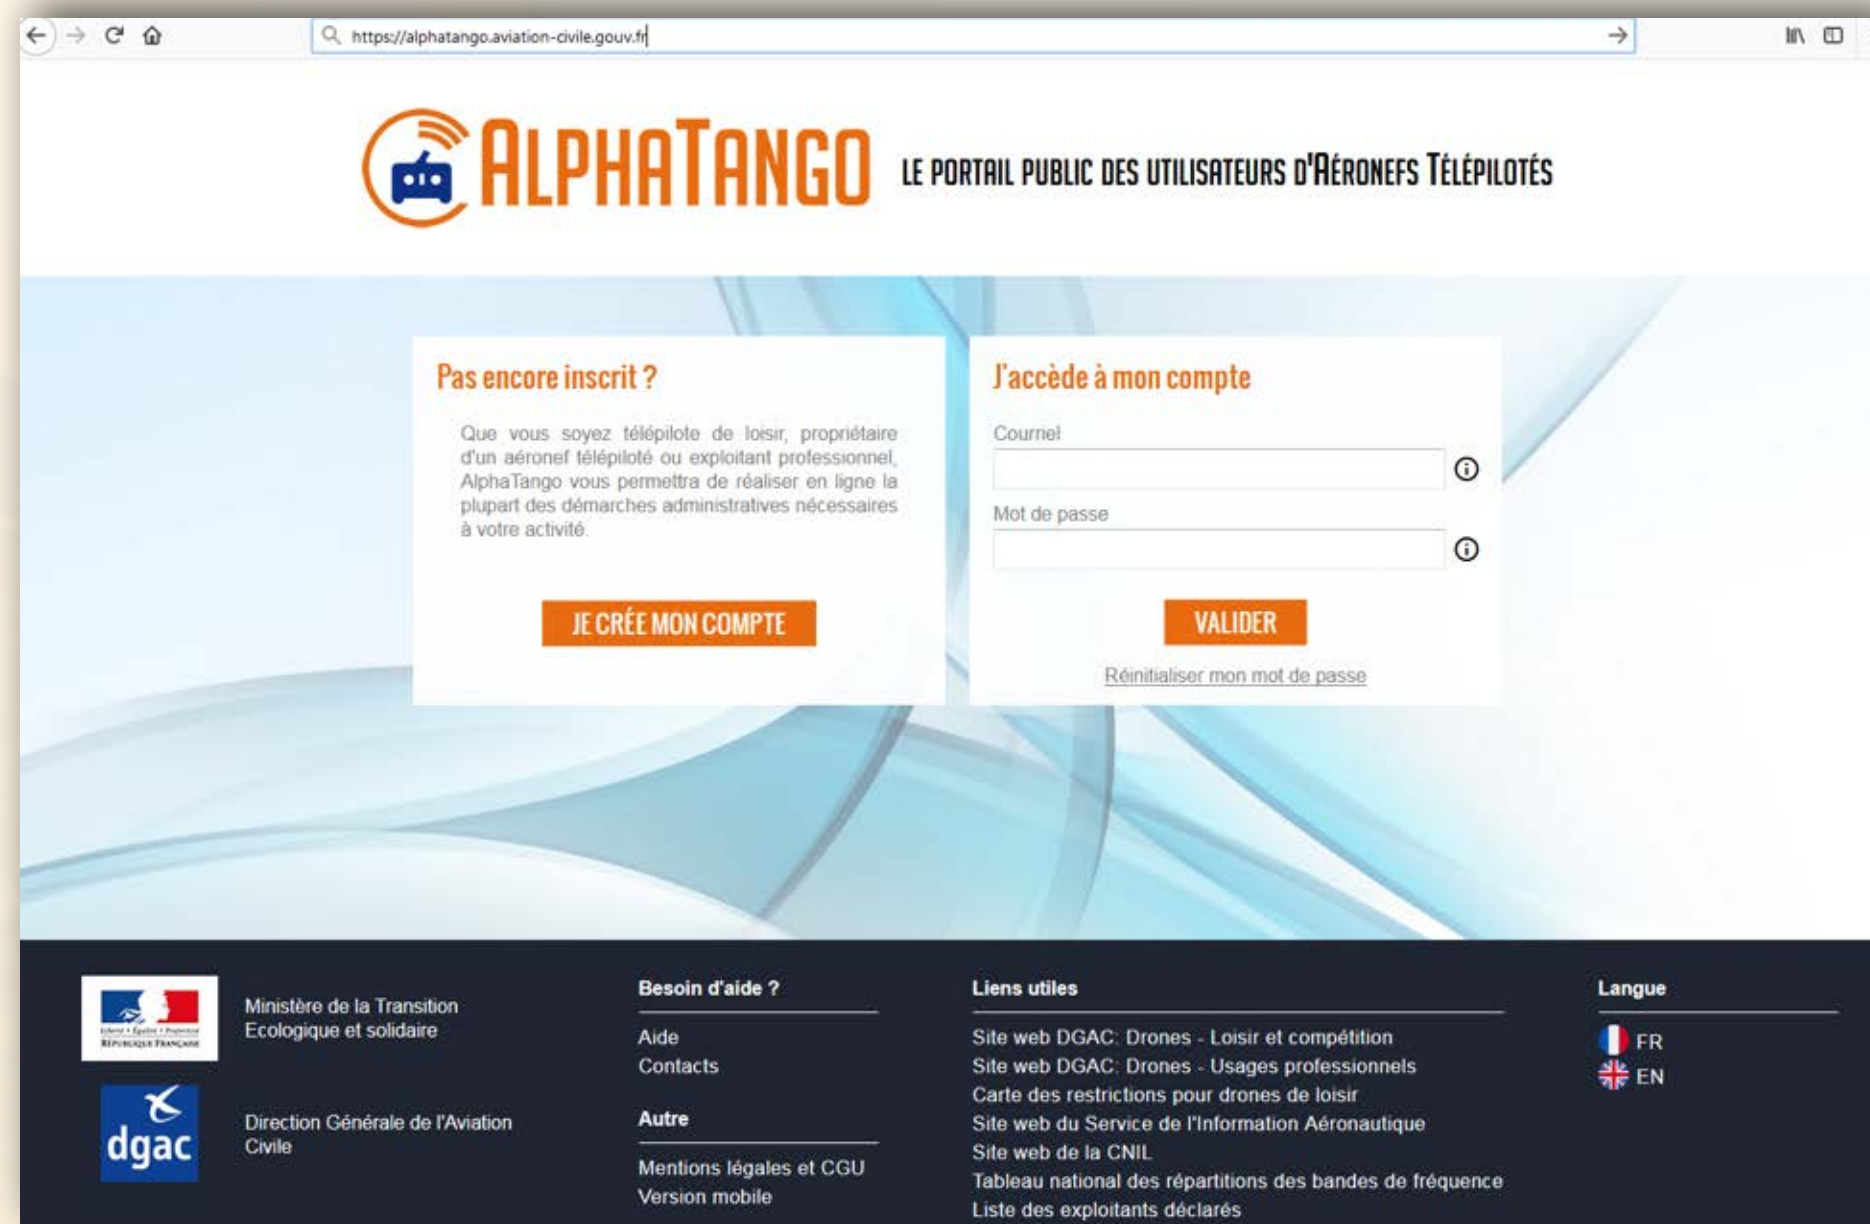 https://alphatango.aviation-civile.gouv.fr
ALPHATANGO
LE PORTAIL PUBLIC DES UTILISATEURS D'AÉRONEFS TÉLÉPILOTÉS
Pas encore inscrit ?
Que vous soyez télépilote de loisir, propriétaire
d'un aéronef télépiloté ou exploitant professionnel,
AlphaTango vous permettra de réaliser en ligne la
plupart des démarches administratives nécessaires
à votre activité.
JE CRÉE MON COMPTE
J'accède à mon compte
Courriel
Mot de passe
VALIDER
Réinitialiser mon mot de passe
Liberté • Égalité • Fraternité
RÉPUBLIQUE FRANÇAISE
Ministère de la Transition
Ecologique et solidaire
dgac
Direction Générale de l'Aviation
Civile
Besoin d'aide ?
Aide
Contacts
Autre
Mentions légales et CGU
Version mobile
Liens utiles
Site web DGAC: Drones - Loisir et compétition
Site web DGAC: Drones - Usages professionnels
Carte des restrictions pour drones de loisir
Site web du Service de l'Information Aéronautique
Site web de la CNIL
Tableau national des répartitions des bandes de fréquence
Liste des exploitants déclarés
Langue
FR
EN